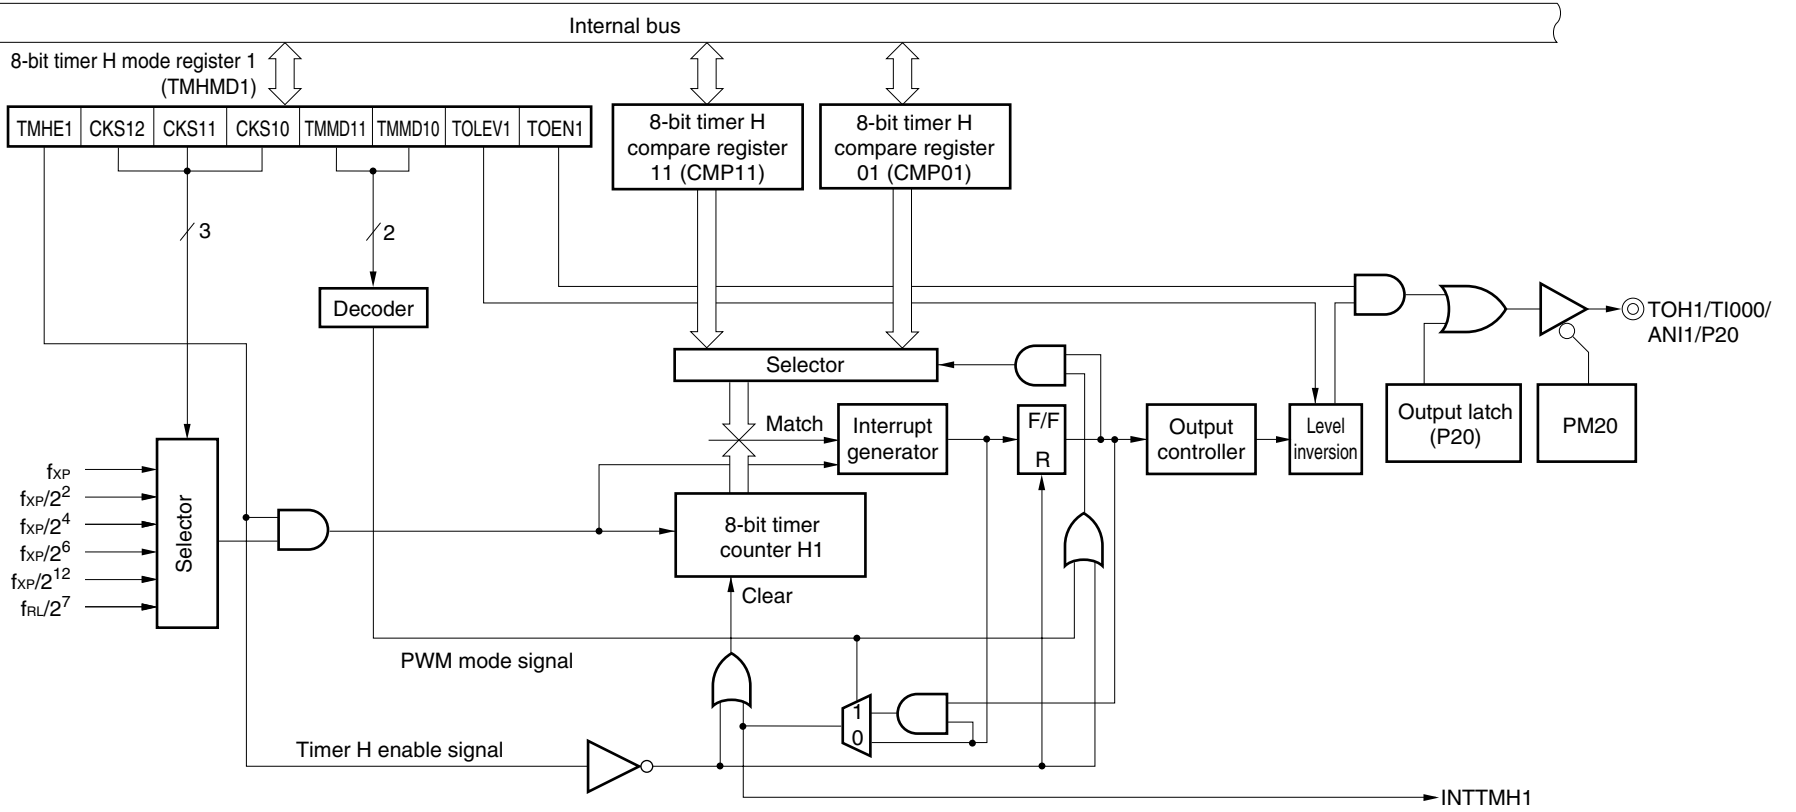 Internal bus
8-bit timer H mode register 1
(TMHMD1)
TMHE1 CKS12 CKS11 CKS10 TMMD11 TMMD10 TOLEV1 TOEN1
8-bit timer H
compare register
11 (CMP11)
8-bit timer H
compare register
01 (CMP01)
3
2
Decoder
TOH1/TI000/
ANI1/P20
Selector
Match
Interrupt
generator
F/F
R
Output
controller
Level
inversion
Output latch
(P20)
PM20
fXP
fXP/2^2
fXP/2^4
fXP/2^6
fXP/2^12
fRL/2^7
Selector
8-bit timer
counter H1
Clear
PWM mode signal
1
0
Timer H enable signal
INTTMH1